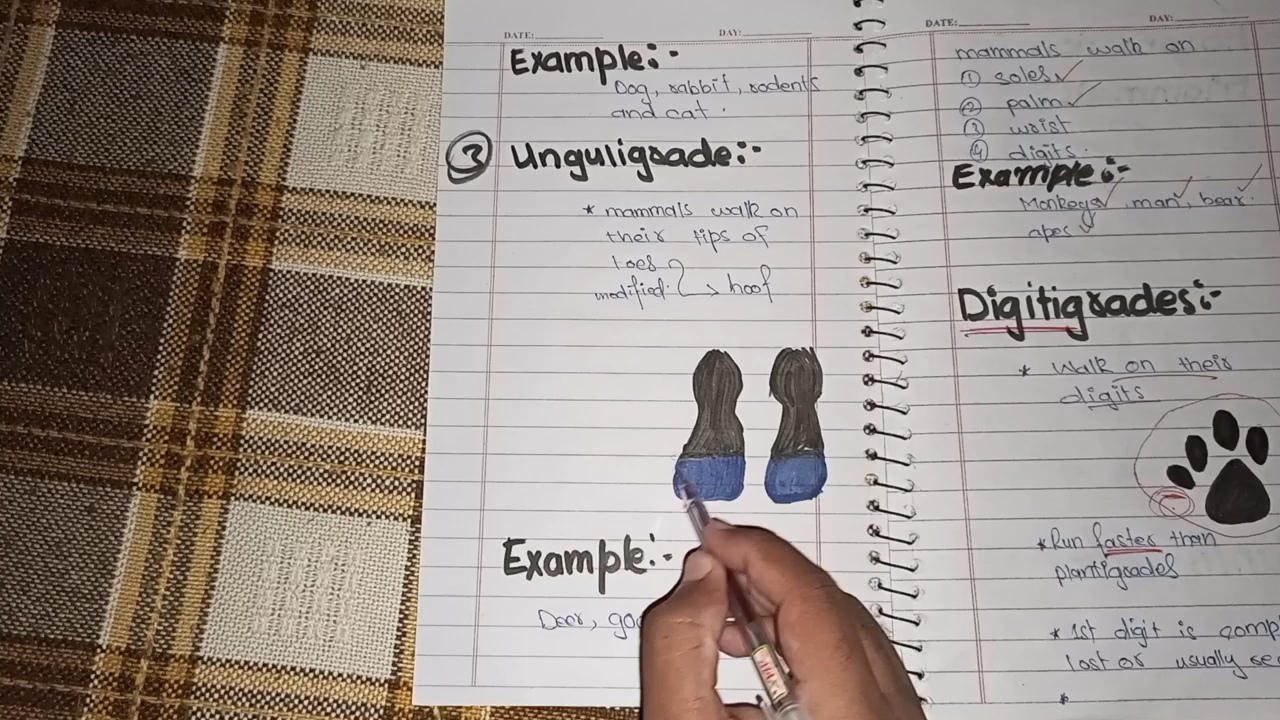 DATE:
DAY:
Example:-
Dog, rabbit, rodents
and cat.
3 Unguligrade:-
* mammals walk on
their tips of
toes
modified. → hoof
Example:-
Deer,
DATE:
DAY:
mammals walk on
① soles ✓
② palm ✓
③ wrist
④ digits.
Example:-
Monkeys ✓, man ✓, bear ✓.
apes ✓
Digitigrades:-
* Walk on their
digits
*Run faster than
plantigrades
* 1st digit is
lost or usually
*